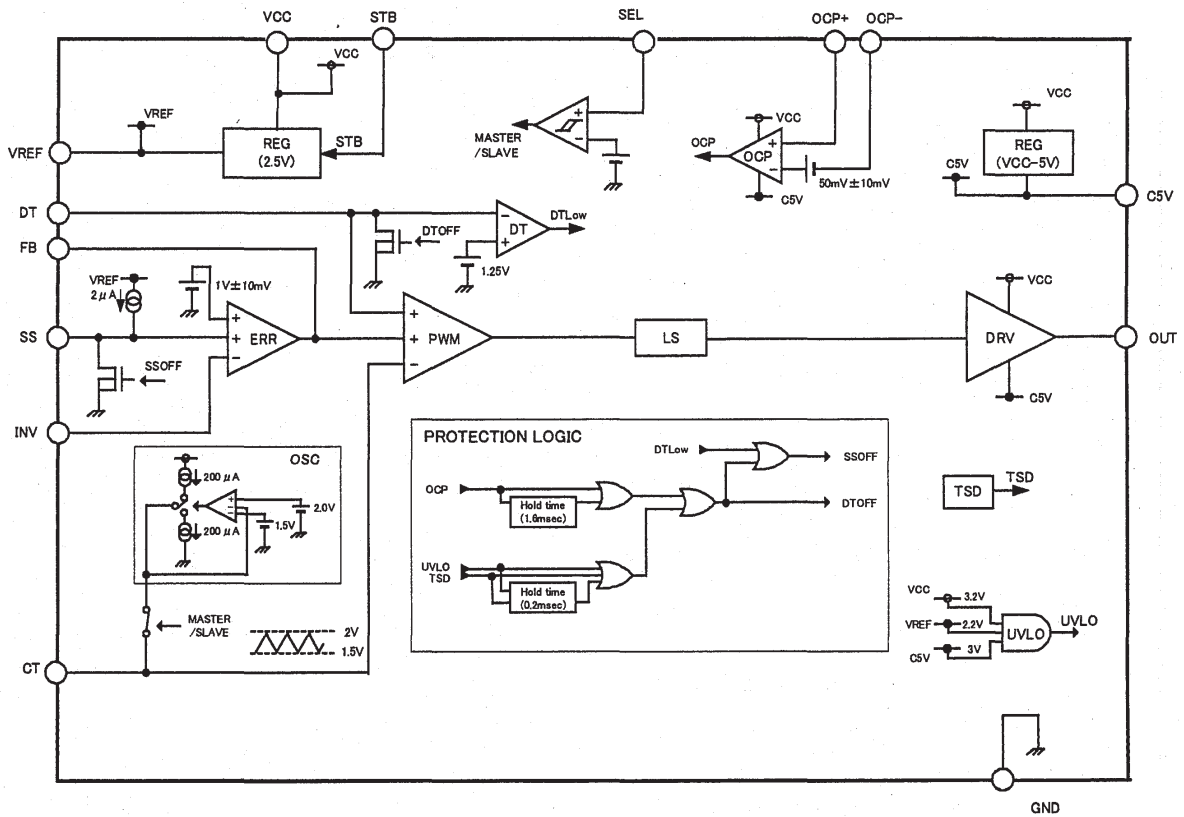 VCC
STB
SEL
OCP+
OCP-
VCC
VREF
REG
(2.5V)
STB
VREF
MASTER
/SLAVE
+
-
VCC
OCP
OCP
+
-
C5V
50mV±10mV
VCC
REG
(VCC-5V)
C5V
C5V
DT
FB
DTOFF
-
DT
+
DTLow
1.25V
VREF
2μA
1V±10mV
SS
+
+
-
ERR
SSOFF
INV
+
+
-
PWM
LS
VCC
DRV
C5V
OUT
OSC
200μA
200μA
+
-
-
2.0V
1.5V
MASTER
/SLAVE
2V
1.5V
CT
PROTECTION LOGIC
DTLow
SSOFF
OCP
Hold time
(1.6msec)
DTOFF
UVLO
TSD
Hold time
(0.2msec)
TSD
TSD
VCC
3.2V
VREF
2.2V
C5V
3V
UVLO
UVLO
GND